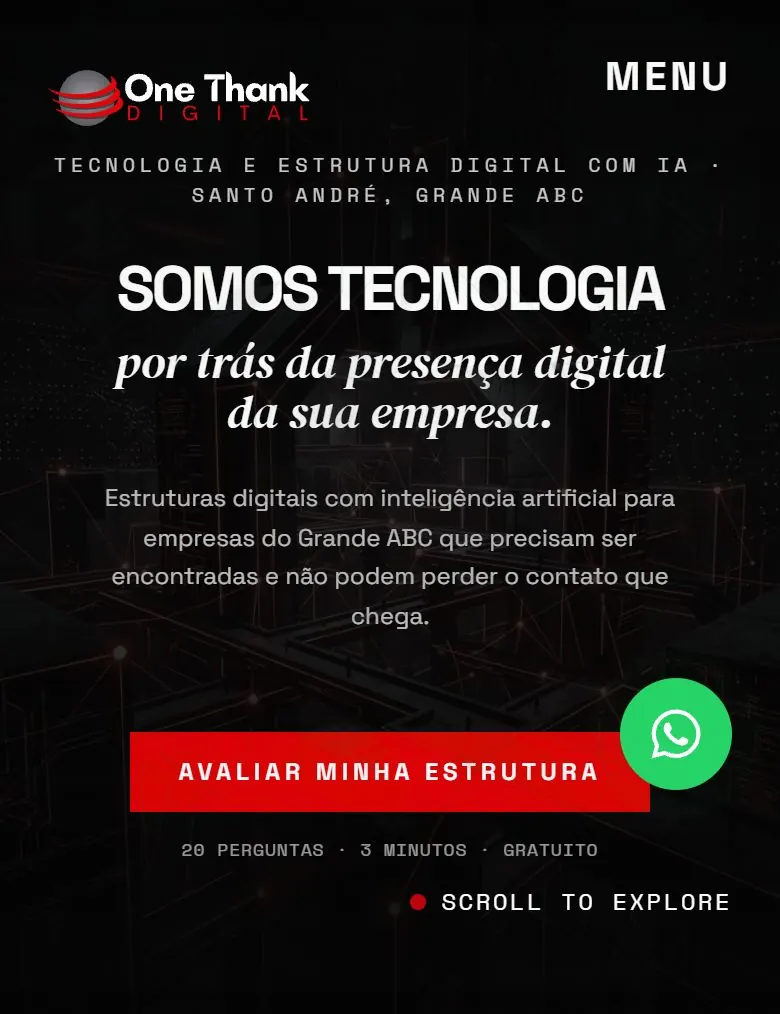 One Thank
DIGITAL
MENU
TECNOLOGIA E ESTRUTURA DIGITAL COM IA ·
SANTO ANDRÉ, GRANDE ABC
SOMOS TECNOLOGIA
por trás da presença digital
da sua empresa.
Estruturas digitais com inteligência artificial para
empresas do Grande ABC que precisam ser
encontradas e não podem perder o contato que
chega.
AVALIAR MINHA ESTRUTURA
20 PERGUNTAS · 3 MINUTOS · GRATUITO
SCROLL TO EXPLORE